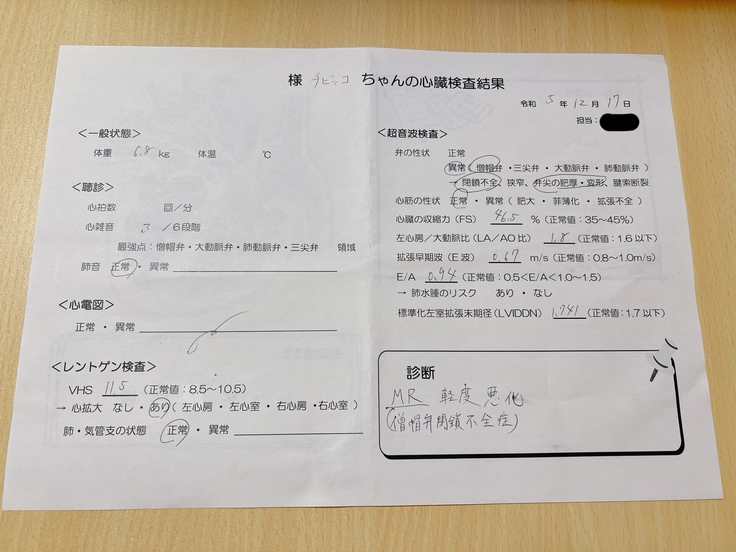 様 チビッコ ちゃんの心臓検査結果
令和 5 年 12 月 17 日
担当:
<一般状態>
体重 6.8 kg 体温 ℃
<聴診>
心拍数 回/分
心雑音 3 /6段階
最強点:僧帽弁・大動脈弁・肺動脈弁・三尖弁 領域
肺音 正常・異常
<心電図>
正常・異常
<レントゲン検査>
VHS 11.5 (正常値:8.5~10.5)
→ 心拡大 なし・あり(左心房・左心室・右心房・右心室)
肺・気管支の状態 正常・異常
<超音波検査>
弁の性状 正常
異常(僧帽弁・三尖弁・大動脈弁・肺動脈弁)
→ 閉鎖不全、狭窄、弁尖の肥厚・変形、腱索断裂
心筋の性状 正常・異常(肥大・菲薄化・拡張不全)
心臓の収縮力(FS) 46.5 %(正常値:35~45%)
左心房/大動脈比(LA/AO比) 1.8 (正常値:1.6以下)
拡張早期波(E波) 0.67 m/s(正常値:0.8~1.0m/s)
E/A 0.94 (正常値:0.5<E/A<1.0~1.5)
→ 肺水腫のリスク あり・なし
標準化左室拡張末期径(LVIDDN) 1.741 (正常値:1.7以下)
診断
MR 軽度悪化
(僧帽弁閉鎖不全症)